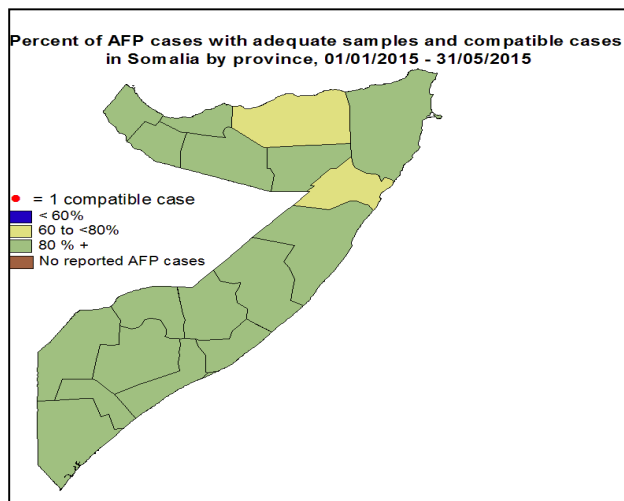 Percent of AFP cases with adequate samples and compatible cases
in Somalia by province, 01/01/2015 - 31/05/2015
= 1 compatible case
< 60%
60 to <80%
80 % +
No reported AFP cases